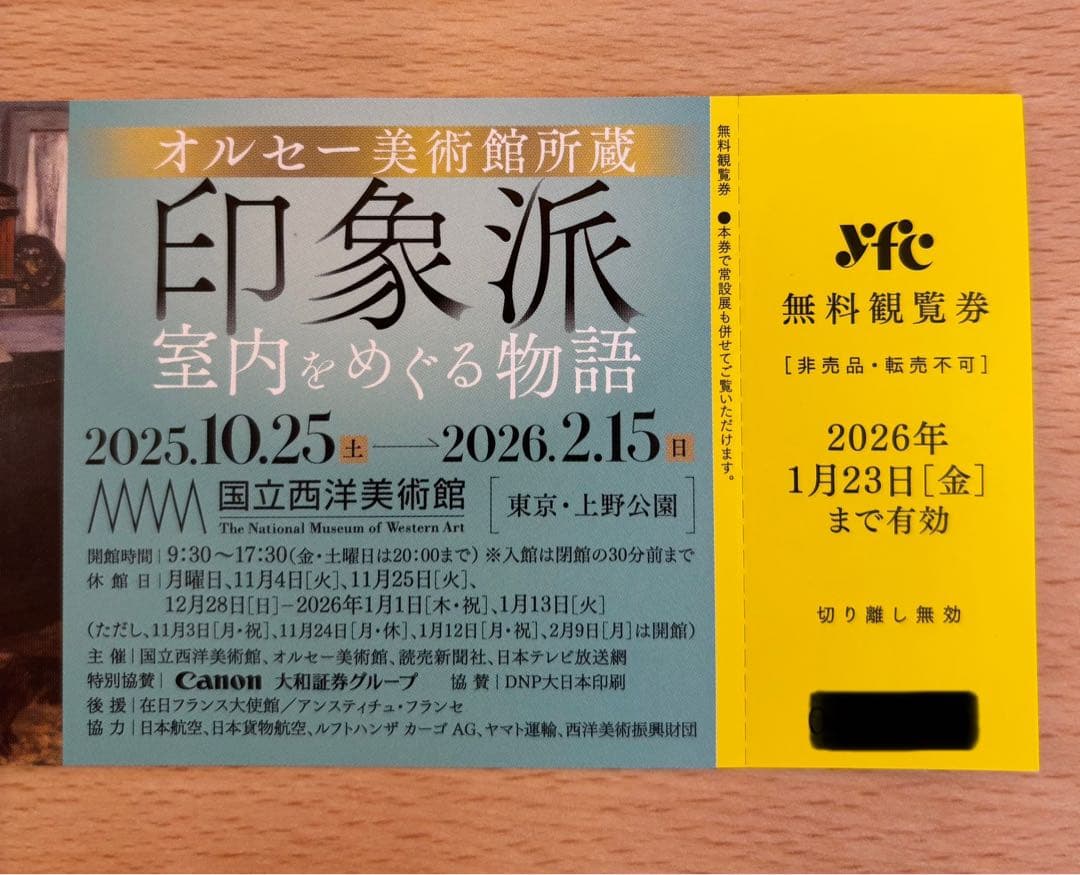 オルセー美術館所蔵
印象派
室内をめぐる物語
2025.10.25土→2026.2.15日
国立西洋美術館
The National Museum of Western Art
[東京・上野公園]
開館時間|9:30〜17:30(金・土曜日は20:00まで) ※入館は閉館の30分前まで
休館日|月曜日、11月4日[火]、11月25日[火]、
12月28日[日]−2026年1月1日[木・祝]、1月13日[火]
(ただし、11月3日[月・祝]、11月24日[月・休]、1月12日[月・祝]、2月9日[月]は開館)
主催|国立西洋美術館、オルセー美術館、読売新聞社、日本テレビ放送網
特別協賛|Canon 大和証券グループ 協賛|DNP大日本印刷
後援|在日フランス大使館/アンスティチュ・フランセ
協力|日本航空、日本貨物航空、ルフトハンザ カーゴ AG、ヤマト運輸、西洋美術振興財団
無料観覧券 ●本券で常設展も併せてご覧いただけます。
yfc
無料観覧券
[非売品・転売不可]
2026年
1月23日[金]
まで有効
切り離し無効